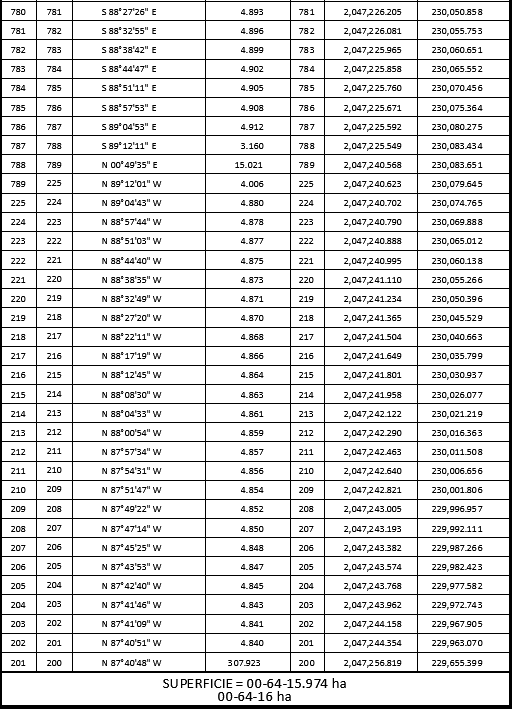 780 781 S 88°27'26" E 4.893 781 2,047,226.205 230,050.858
781 782 S 88°32'55" E 4.896 782 2,047,226.081 230,055.753
782 783 S 88°38'42" E 4.899 783 2,047,225.965 230,060.651
783 784 S 88°44'47" E 4.902 784 2,047,225.858 230,065.552
784 785 S 88°51'11" E 4.905 785 2,047,225.760 230,070.456
785 786 S 88°57'53" E 4.908 786 2,047,225.671 230,075.364
786 787 S 89°04'53" E 4.912 787 2,047,225.592 230,080.275
787 788 S 89°12'11" E 3.160 788 2,047,225.549 230,083.434
788 789 N 00°49'35" E 15.021 789 2,047,240.568 230,083.651
789 225 N 89°12'01" W 4.006 225 2,047,240.623 230,079.645
225 224 N 89°04'43" W 4.880 224 2,047,240.702 230,074.765
224 223 N 88°57'44" W 4.878 223 2,047,240.790 230,069.888
223 222 N 88°51'03" W 4.877 222 2,047,240.888 230,065.012
222 221 N 88°44'40" W 4.875 221 2,047,240.995 230,060.138
221 220 N 88°38'35" W 4.873 220 2,047,241.110 230,055.266
220 219 N 88°32'49" W 4.871 219 2,047,241.234 230,050.396
219 218 N 88°27'20" W 4.870 218 2,047,241.365 230,045.529
218 217 N 88°22'11" W 4.868 217 2,047,241.504 230,040.663
217 216 N 88°17'19" W 4.866 216 2,047,241.649 230,035.799
216 215 N 88°12'45" W 4.864 215 2,047,241.801 230,030.937
215 214 N 88°08'30" W 4.863 214 2,047,241.958 230,026.077
214 213 N 88°04'33" W 4.861 213 2,047,242.122 230,021.219
213 212 N 88°00'54" W 4.859 212 2,047,242.290 230,016.363
212 211 N 87°57'34" W 4.857 211 2,047,242.463 230,011.508
211 210 N 87°54'31" W 4.856 210 2,047,242.640 230,006.656
210 209 N 87°51'47" W 4.854 209 2,047,242.821 230,001.806
209 208 N 87°49'22" W 4.852 208 2,047,243.005 229,996.957
208 207 N 87°47'14" W 4.850 207 2,047,243.193 229,992.111
207 206 N 87°45'25" W 4.848 206 2,047,243.382 229,987.266
206 205 N 87°43'53" W 4.847 205 2,047,243.574 229,982.423
205 204 N 87°42'40" W 4.845 204 2,047,243.768 229,977.582
204 203 N 87°41'46" W 4.843 203 2,047,243.962 229,972.743
203 202 N 87°41'09" W 4.841 202 2,047,244.158 229,967.905
202 201 N 87°40'51" W 4.840 201 2,047,244.354 229,963.070
201 200 N 87°40'48" W 307.923 200 2,047,256.819 229,655.399
SUPERFICIE = 00-64-15.974 ha
00-64-16 ha